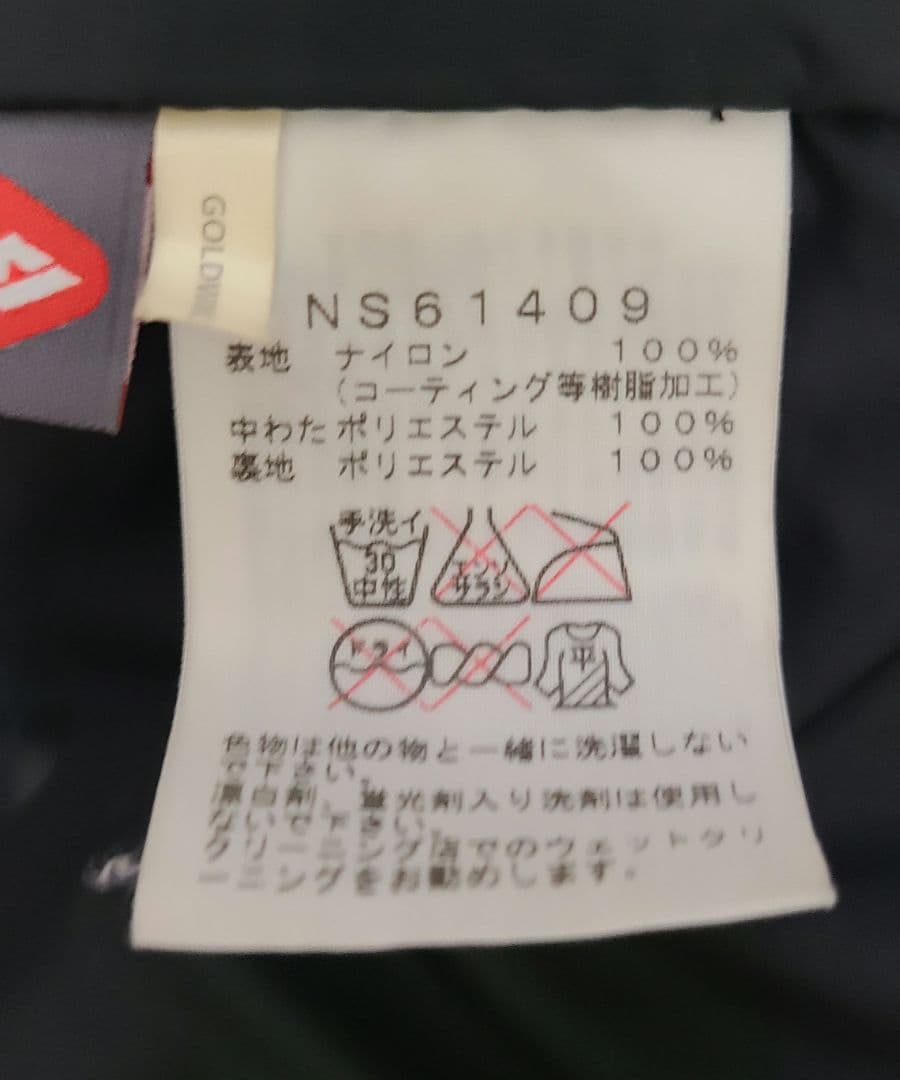 GOLDWI
NS61409
表地 ナイロン 100%
(コーティング等樹脂加工)
中わた ポリエステル 100%
裏地 ポリエステル 100%
手洗イ
30
中性
エンソ
サラシ
ドライ
平
色物は他の物と一緒に洗濯しない
で下さい。
漂白剤、蛍光剤入り洗剤は使用し
ないで下さい。
クリーニング店でのウェットクリ
ーニングをお勧めします。